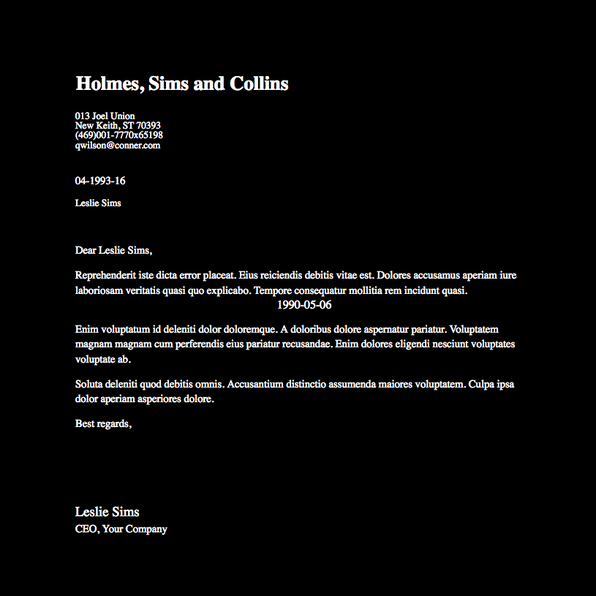 Holmes, Sims and Collins
013 Joel Union
New Keith, ST 70393
(469)001-7770x65198
qwilson@conner.com
04-1993-16
Leslie Sims
Dear Leslie Sims,
Reprehenderit iste dicta error placeat. Eius reiciendis debitis vitae est. Dolores accusamus aperiam iure
laboriosam veritatis quasi quo explicabo. Tempore consequatur mollitia rem incidunt quasi.
1990-05-06
Enim voluptatum id deleniti dolor doloremque. A doloribus dolore aspernatur pariatur. Voluptatem
magnam magnam cum perferendis eius pariatur recusandae. Enim dolores eligendi nesciunt voluptates
voluptate ab.
Soluta deleniti quod debitis omnis. Accusantium distinctio assumenda maiores voluptatem. Culpa ipsa
dolor aperiam asperiores dolore.
Best regards,
Leslie Sims
CEO, Your Company